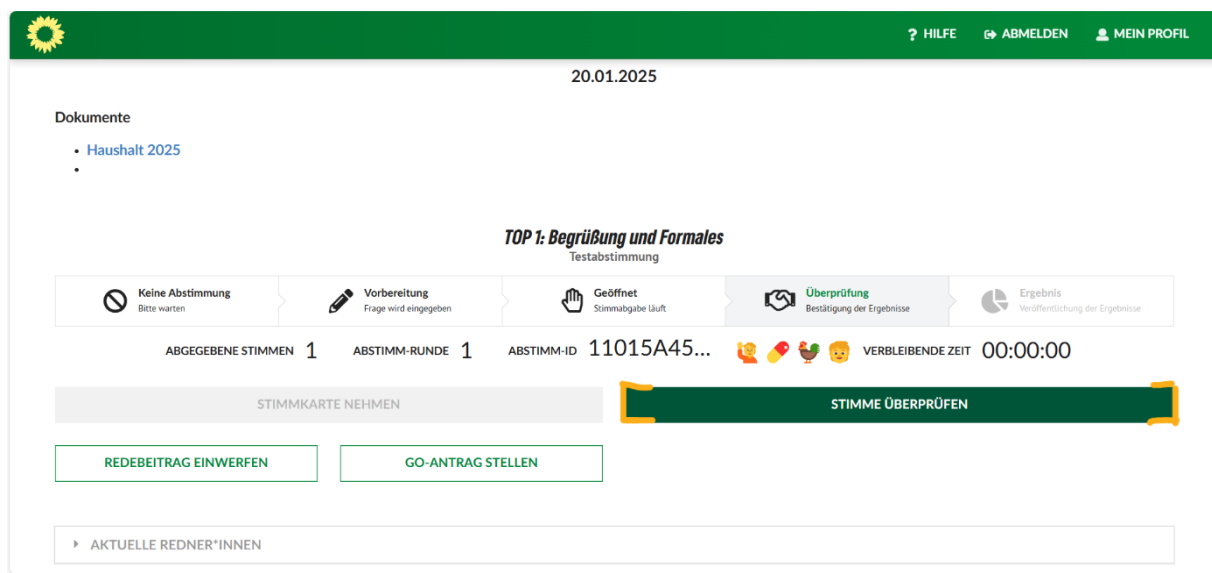 ? HILFE ABMELDEN MEIN PROFIL
20.01.2025
Dokumente
• Haushalt 2025
•
TOP 1: Begrüßung und Formales
Testabstimmung
Keine Abstimmung
Bitte warten
Vorbereitung
Frage wird eingegeben
Geöffnet
Stimmabgabe läuft
Überprüfung
Bestätigung der Ergebnisse
Ergebnis
Veröffentlichung der Ergebnisse
ABGEGEBENE STIMMEN 1 ABSTIMM-RUNDE 1 ABSTIMM-ID 11015A45... VERBLEIBENDE ZEIT 00:00:00
STIMMKARTE NEHMEN STIMME ÜBERPRÜFEN
REDEBEITRAG EINWERFEN GO-ANTRAG STELLEN
AKTUELLE REDNER*INNEN